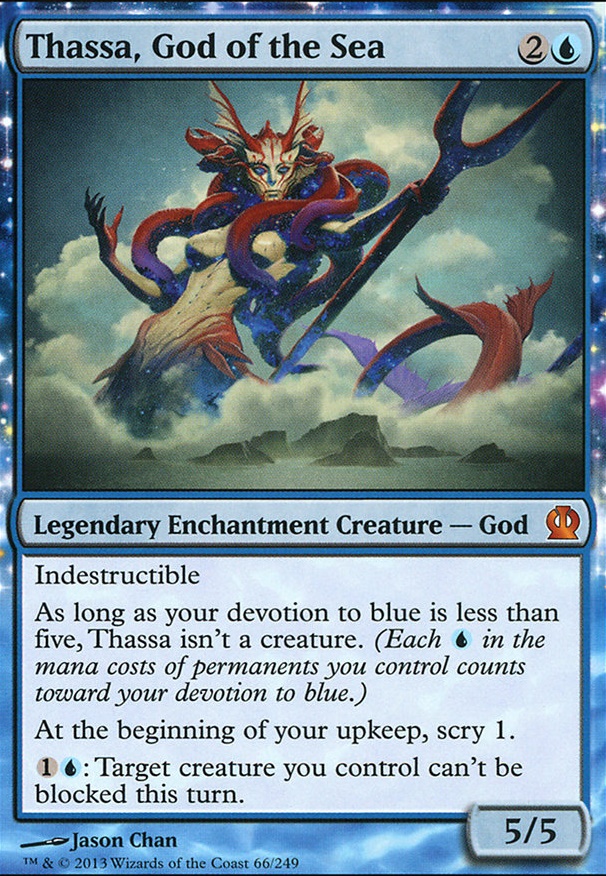 Thassa, God of the Sea 2
Legendary Enchantment Creature — God
Indestructible
As long as your devotion to blue is less than
five, Thassa isn't a creature. (Each in the
mana costs of permanents you control counts
toward your devotion to blue.)
At the beginning of your upkeep, scry 1.
1 : Target creature you control can't be
blocked this turn.
5/5
Jason Chan
™ & © 2013 Wizards of the Coast 66/249